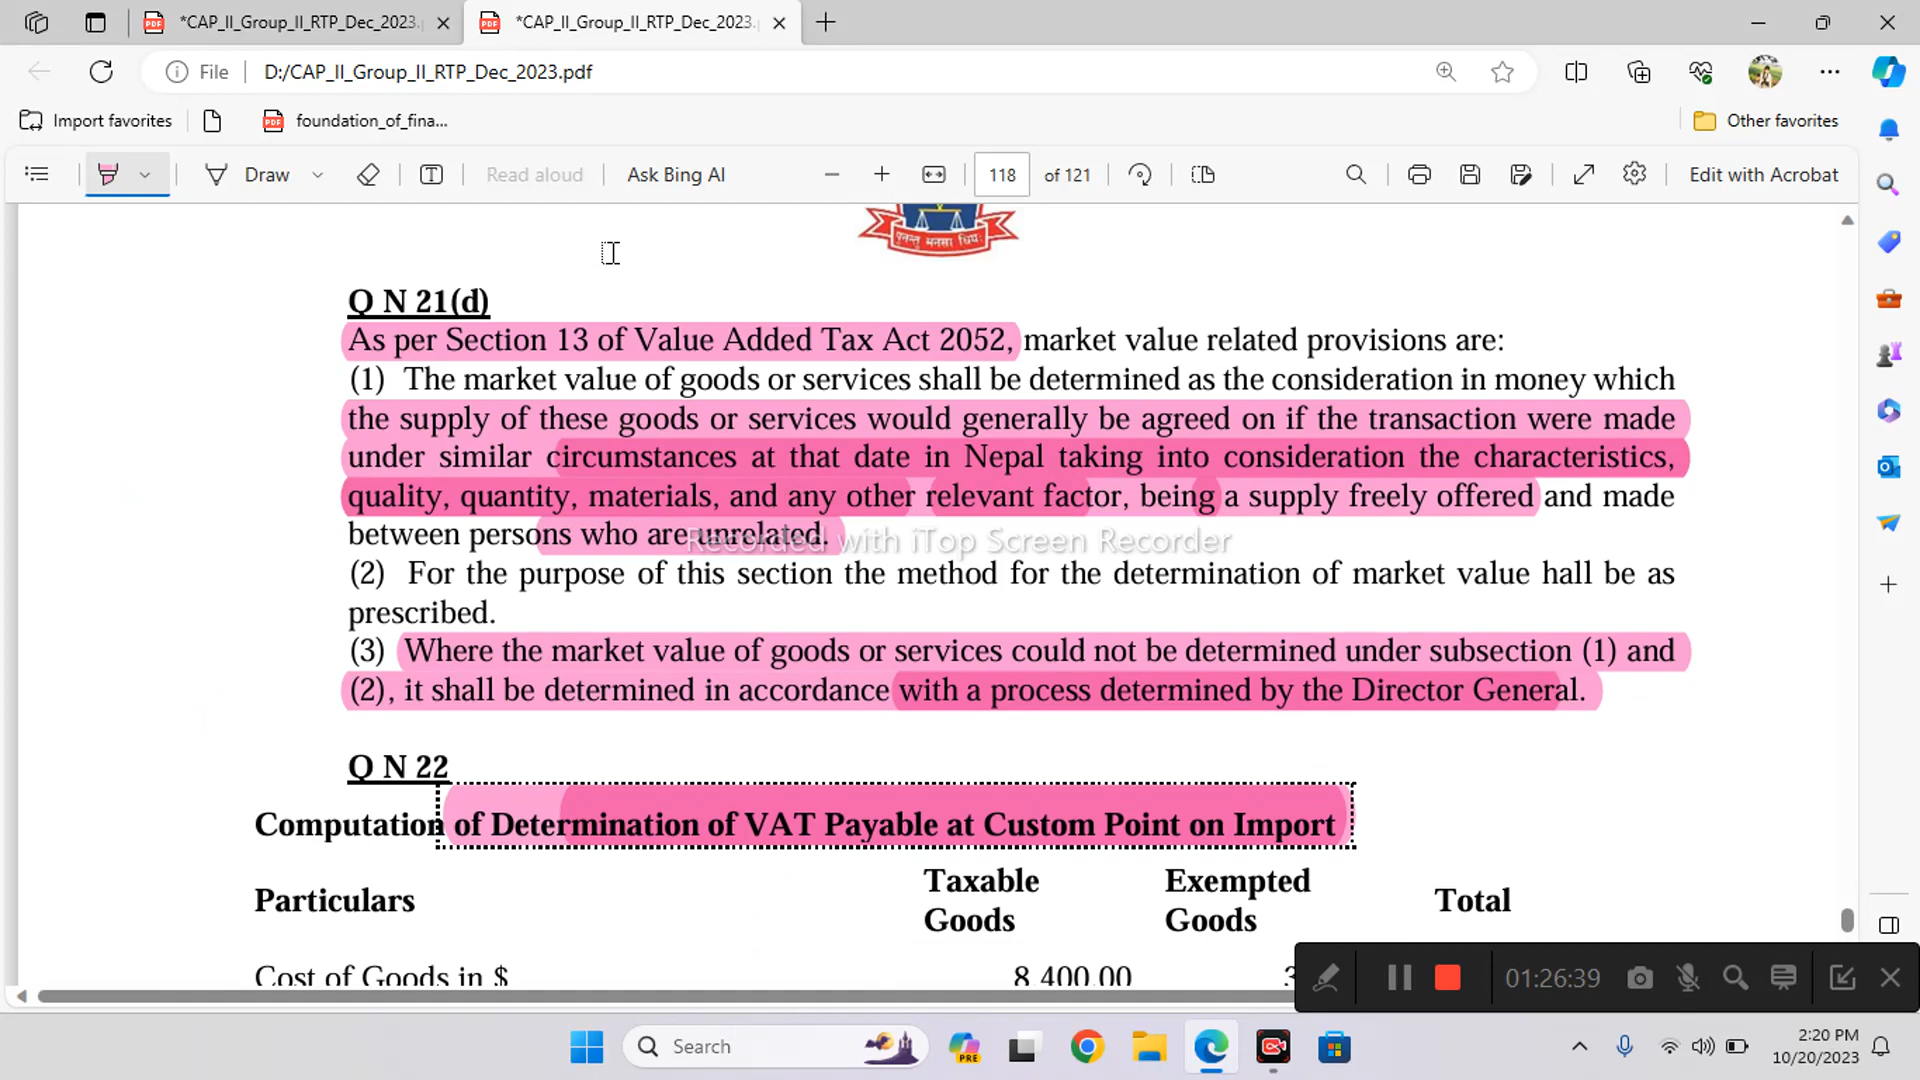 *CAP_II_Group_II_RTP_Dec_2023.
*CAP_II_Group_II_RTP_Dec_2023.
File
D:/CAP_II_Group_II_RTP_Dec_2023.pdf
Import favorites
foundation_of_fina...
Other favorites
Draw
Read aloud
Ask Bing AI
118
of 121
Edit with Acrobat
पुनन्तु मनसा धियः
Q N 21(d)
As per Section 13 of Value Added Tax Act 2052, market value related provisions are:
(1) The market value of goods or services shall be determined as the consideration in money which
the supply of these goods or services would generally be agreed on if the transaction were made
under similar circumstances at that date in Nepal taking into consideration the characteristics,
quality, quantity, materials, and any other relevant factor, being a supply freely offered and made
between persons who are unrelated.
Recorded with iTop Screen Recorder
(2) For the purpose of this section the method for the determination of market value hall be as
prescribed.
(3) Where the market value of goods or services could not be determined under subsection (1) and
(2), it shall be determined in accordance with a process determined by the Director General.
Q N 22
Computation of Determination of VAT Payable at Custom Point on Import
Particulars
Taxable
Goods
Exempted
Goods
Total
Cost of Goods in $
8,400.00
3
01:26:39
Search
PRE
2:20 PM
10/20/2023